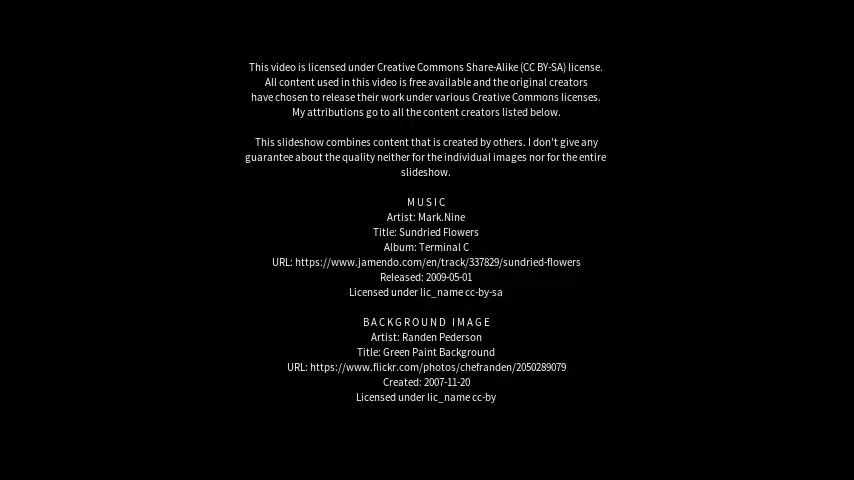 This video is licensed under Creative Commons Share-Alike (CC BY-SA) license.
All content used in this video is free available and the original creators
have chosen to release their work under various Creative Commons licenses.
My attributions go to all the content creators listed below.
This slideshow combines content that is created by others. I don't give any
guarantee about the quality neither for the individual images nor for the entire
slideshow.
MUSIC
Artist: Mark.Nine
Title: Sundried Flowers
Album: Terminal C
URL: https://www.jamendo.com/en/track/337829/sundried-flowers
Released: 2009-05-01
Licensed under lic_name cc-by-sa
BACKGROUND IMAGE
Artist: Randen Pederson
Title: Green Paint Background
URL: https://www.flickr.com/photos/chefranden/2050289079
Created: 2007-11-20
Licensed under lic_name cc-by